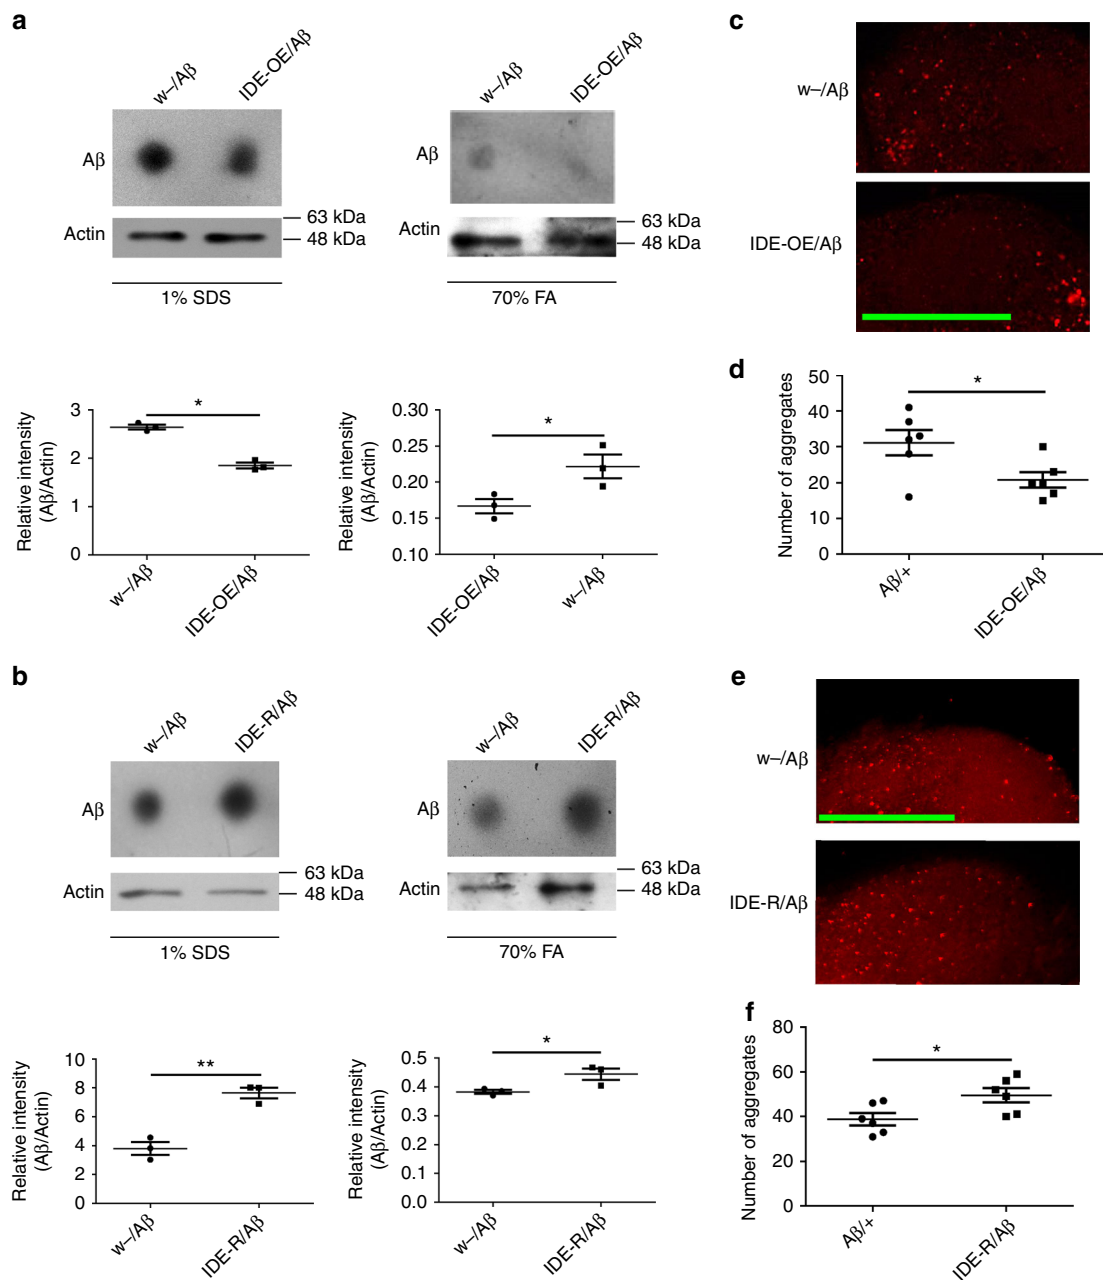 a
w–/Aβ IDE-OE/Aβ
Aβ
Actin
63 kDa
48 kDa
1% SDS
w–/Aβ IDE-OE/Aβ
Aβ
Actin
63 kDa
48 kDa
70% FA
Relative intensity
(Aβ/Actin)
3
2
1
0
*
w–/Aβ
IDE-OE/Aβ
Relative intensity
(Aβ/Actin)
0.30
0.25
0.20
0.15
0.10
*
IDE-OE/Aβ
w–/Aβ
b
w–/Aβ IDE-R/Aβ
Aβ
Actin
63 kDa
48 kDa
1% SDS
w–/Aβ IDE-R/Aβ
Aβ
Actin
63 kDa
48 kDa
70% FA
Relative intensity
(Aβ/Actin)
10
8
6
4
2
0
**
w–/Aβ
IDE-R/Aβ
Relative intensity
(Aβ/Actin)
0.5
0.4
0.3
0.2
0.1
0.0
*
w–/Aβ
IDE-R/Aβ
c
w–/Aβ
IDE-OE/Aβ
d
Number of aggregates
50
40
30
20
10
0
*
Aβ/+
IDE-OE/Aβ
e
w–/Aβ
IDE-R/Aβ
f
Number of aggregates
80
60
40
20
0
*
Aβ/+
IDE-R/Aβ